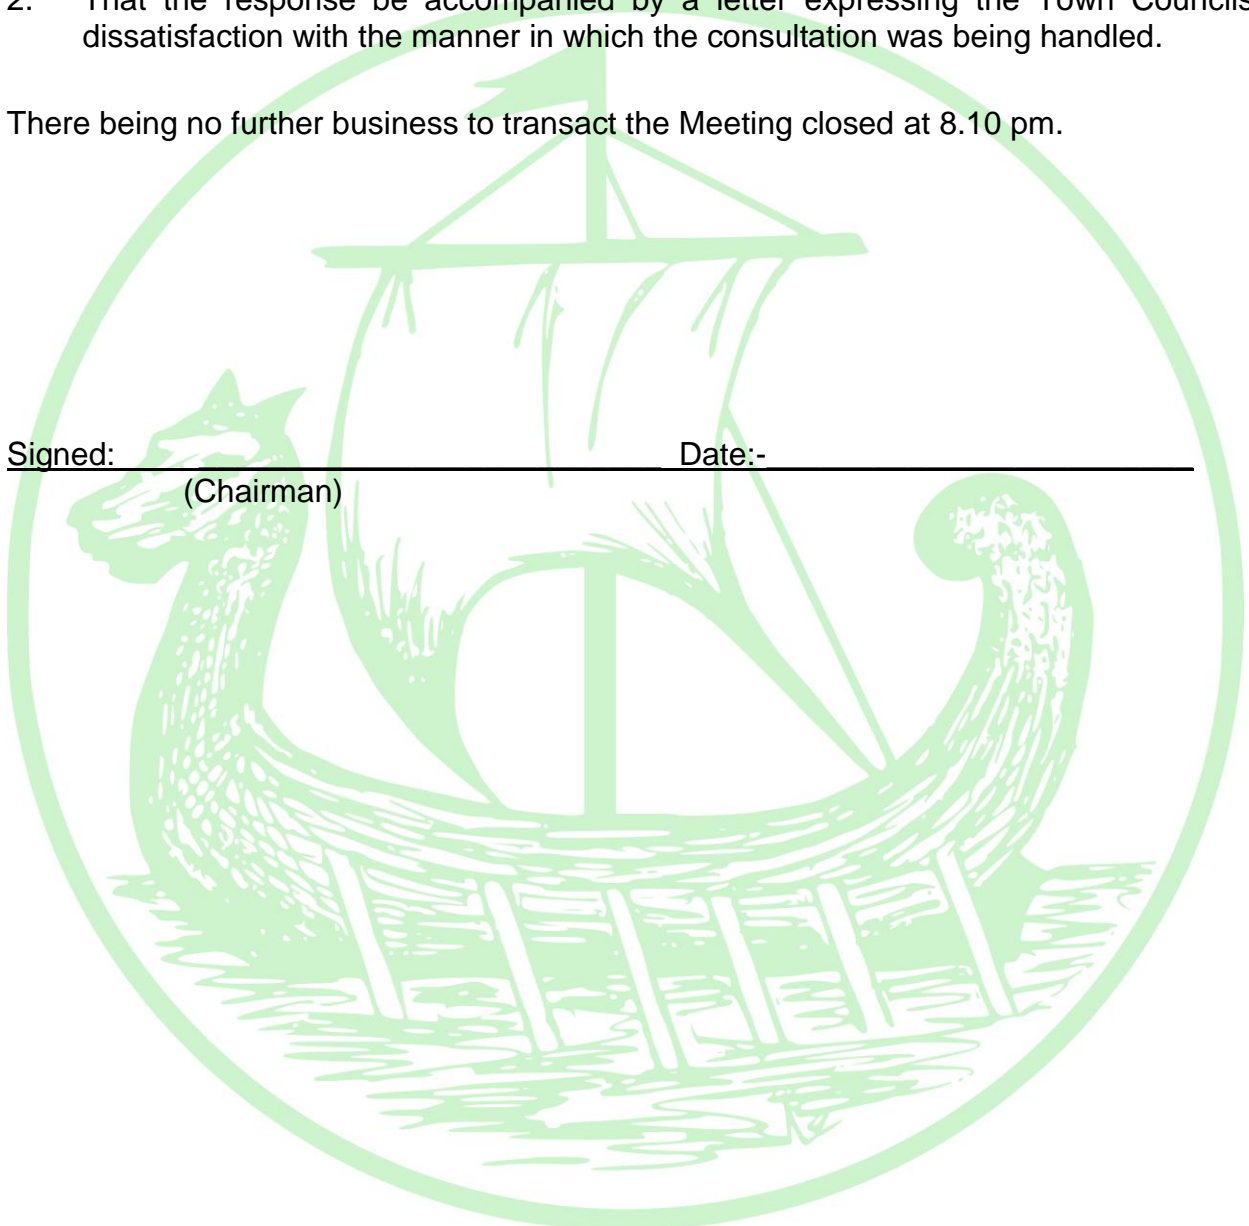 2. That the response be accompanied by a letter expressing the Town Councils
dissatisfaction with the manner in which the consultation was being handled.
There being no further business to transact the Meeting closed at 8.10 pm.
Signed: Date:-
(Chairman)